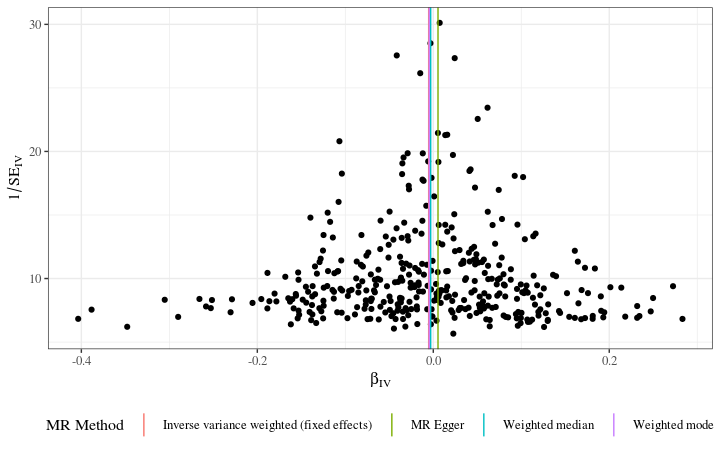 30
20
10
1/SE_IV
-0.4
-0.2
0.0
0.2
β_IV
MR Method
Inverse variance weighted (fixed effects)
MR Egger
Weighted median
Weighted mode